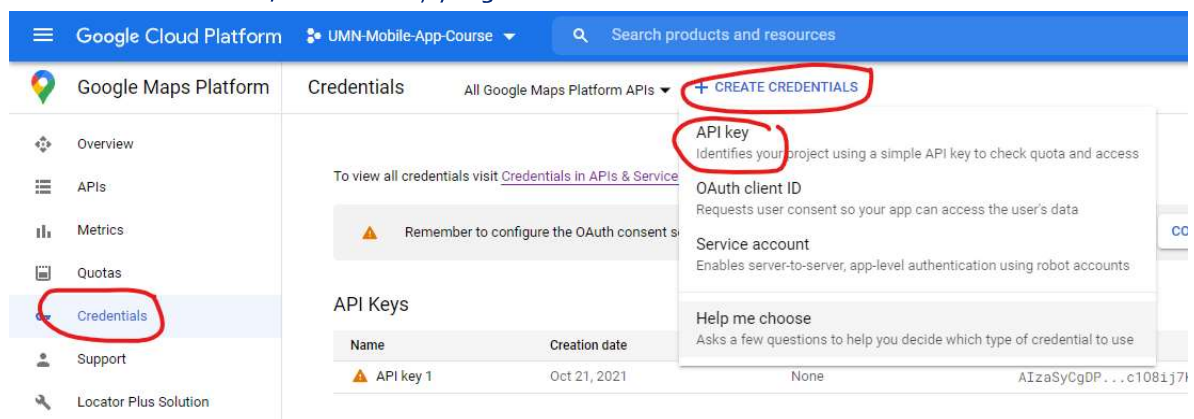 Google Cloud Platform UMN-Mobile-App-Course Search products and resources
Google Maps Platform Credentials All Google Maps Platform APIs + CREATE CREDENTIALS
Overview
APIs
Metrics
Quotas
Credentials
Support
Locator Plus Solution
To view all credentials visit Credentials in APIs & Service
Remember to configure the OAuth consent
API key
Identifies your project using a simple API key to check quota and access
OAuth client ID
Requests user consent so your app can access the user's data
Service account
Enables server-to-server, app-level authentication using robot accounts
Help me choose
Asks a few questions to help you decide which type of credential to use
API Keys
Name Creation date
API key 1 Oct 21, 2021 None AIzaSyCgDP...c1O8ij7